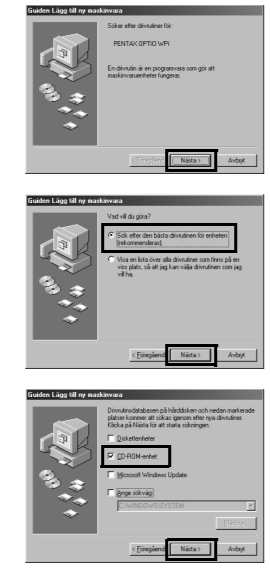 Guiden Lägg till ny maskinvara
Söker efter drivrutiner för:
PENTAX OPTIO WPi
En drivrutin är en programvara som gör att
maskinvaruenheter fungerar.
Nästa >
Avbryt
Guiden Lägg till ny maskinvara
Vad vill du göra?
Sök efter den bästa drivrutinen för enheten
(rekommenderas).
Visa en lista över alla drivrutiner som finns på en
viss plats, så att jag kan välja drivrutinen som jag
vill ha.
< Föregående
Nästa >
Avbryt
Guiden Lägg till ny maskinvara
Drivrutinsdatabasen på hårddisken och nedan markerade
platser kommer att sökas igenom efter nya drivrutiner.
Klicka på Nästa för att starta sökningen.
Diskettenheter
CD-ROM-enhet
Microsoft Windows Update
Ange sökväg:
C:\WINDOWS\SYSTEM
< Föregående
Nästa >
Avbryt